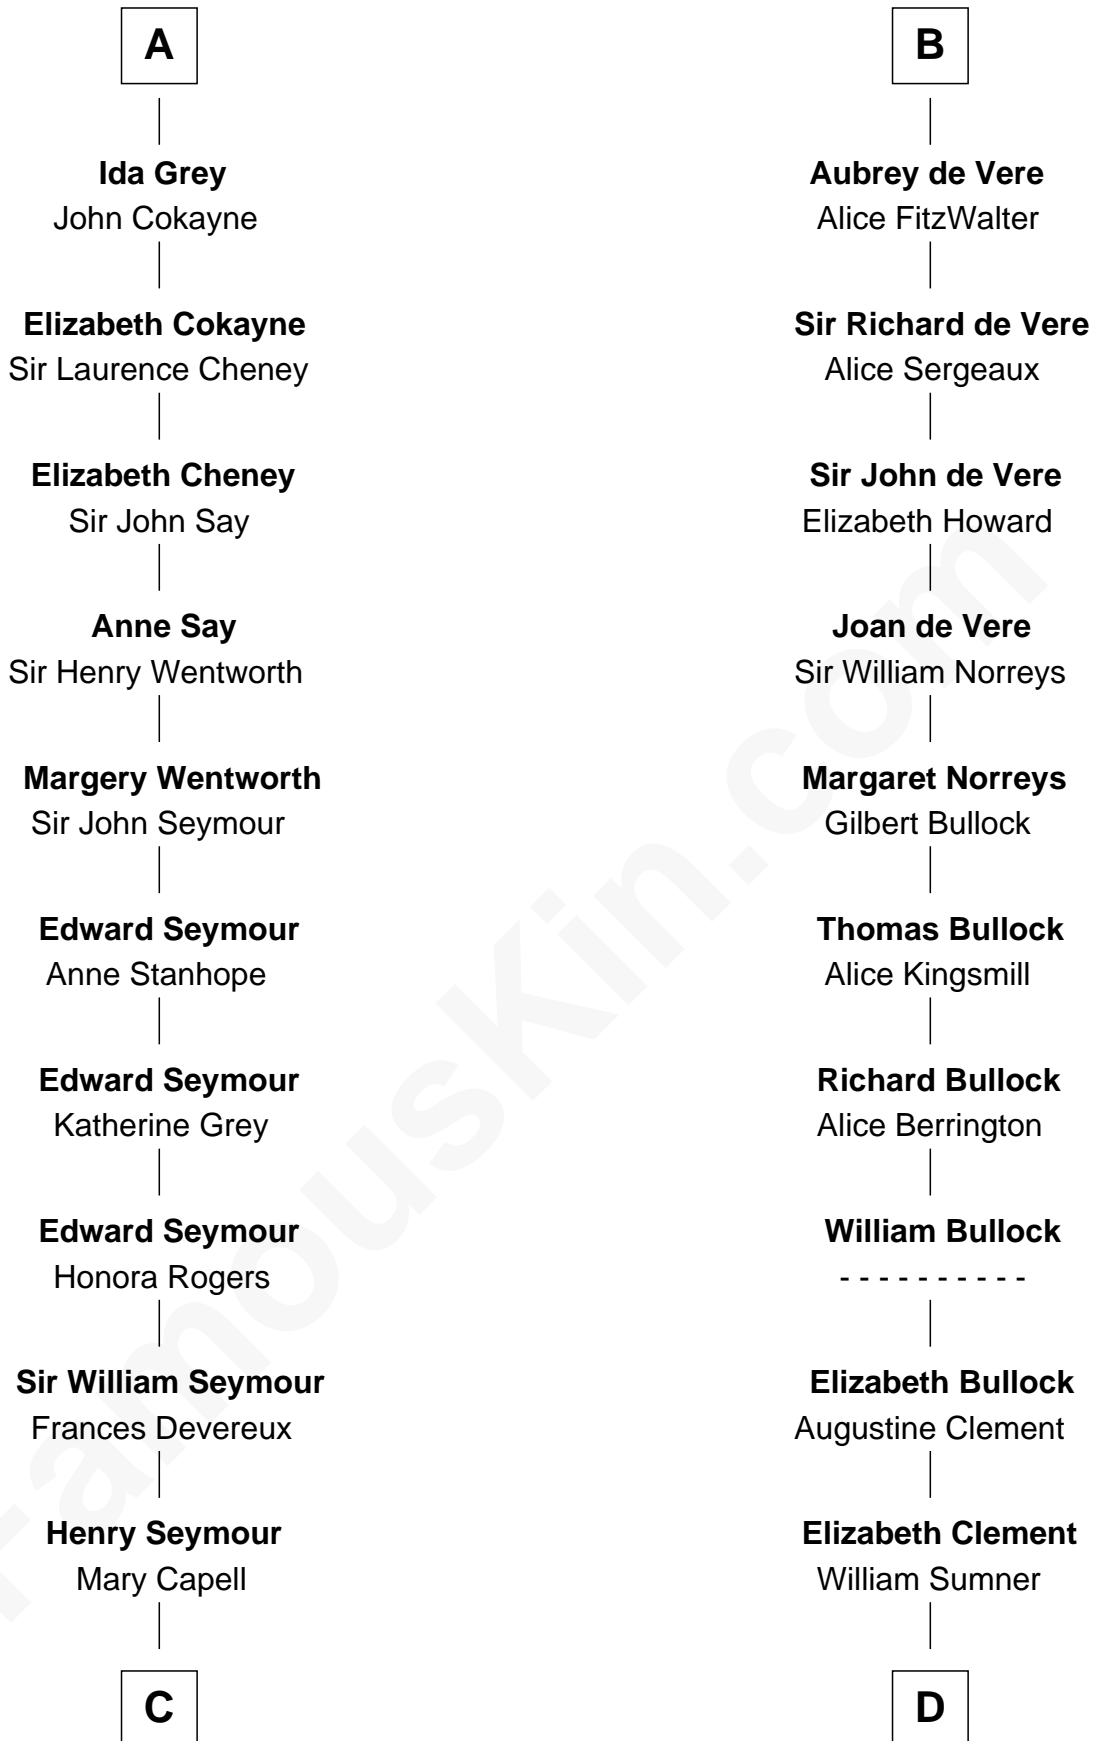 A
Ida Grey
John Cokayne
Elizabeth Cokayne
Sir Laurence Cheney
Elizabeth Cheney
Sir John Say
Anne Say
Sir Henry Wentworth
Margery Wentworth
Sir John Seymour
Edward Seymour
Anne Stanhope
Edward Seymour
Katherine Grey
Edward Seymour
Honora Rogers
Sir William Seymour
Frances Devereux
Henry Seymour
Mary Capell
C
B
Aubrey de Vere
Alice FitzWalter
Sir Richard de Vere
Alice Sergeaux
Sir John de Vere
Elizabeth Howard
Joan de Vere
Sir William Norreys
Margaret Norreys
Gilbert Bullock
Thomas Bullock
Alice Kingsmill
Richard Bullock
Alice Berrington
William Bullock
- - - - - - - - - -
Elizabeth Bullock
Augustine Clement
Elizabeth Clement
William Sumner
D
FamousKin.com